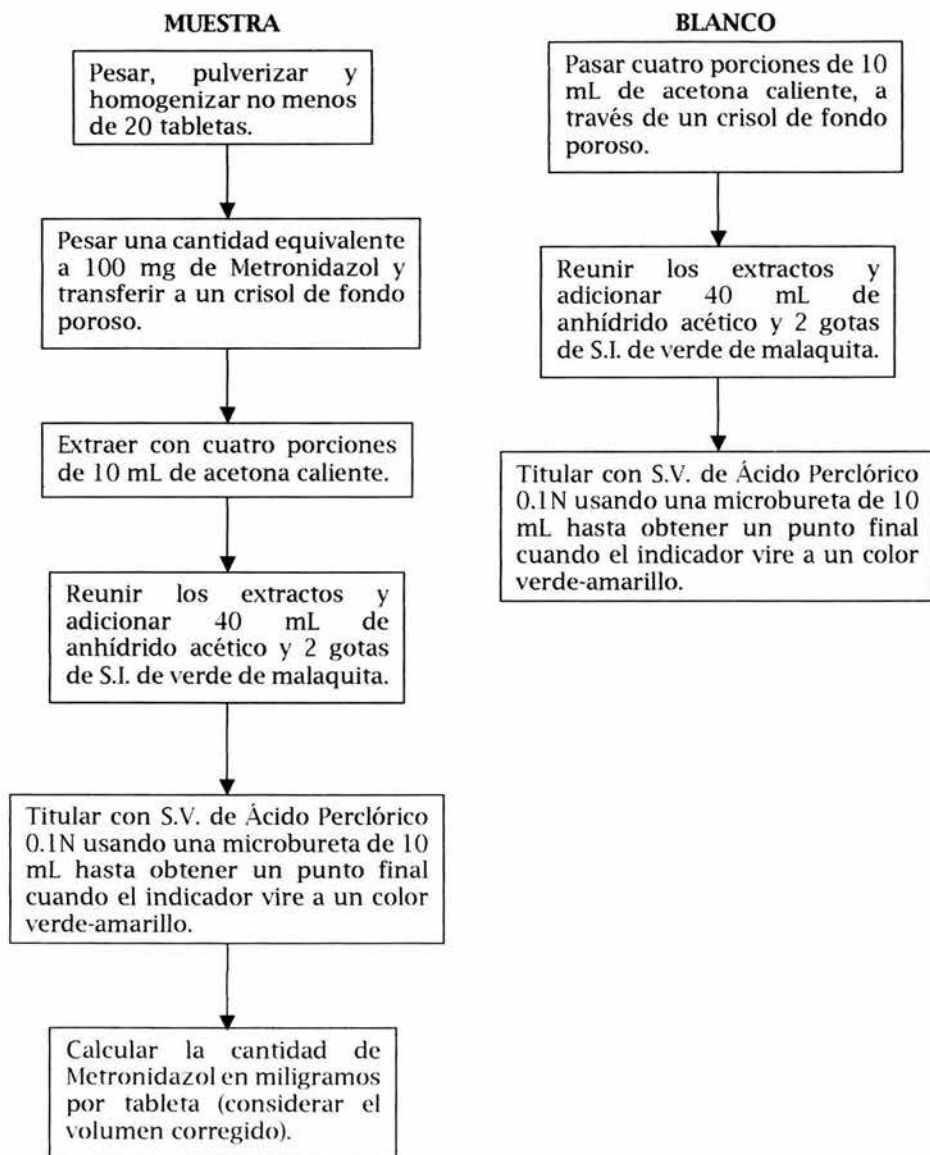 MUESTRA
Pesar, pulverizar y
homogenizar no menos
de 20 tabletas.
Pesar una cantidad equivalente
a 100 mg de Metronidazol y
transferir a un crisol de fondo
poroso.
Extraer con cuatro porciones
de 10 mL de acetona caliente.
Reunir los extractos y
adicionar 40 mL de
anhídrido acético y 2 gotas
de S.I. de verde de malaquita.
Titular con S.V. de Ácido Perclórico
0.1N usando una microbureta de 10
mL hasta obtener un punto final
cuando el indicador vire a un color
verde-amarillo.
Calcular la cantidad de
Metronidazol en miligramos
por tableta (considerar el
volumen corregido).
BLANCO
Pasar cuatro porciones de 10
mL de acetona caliente, a
través de un crisol de fondo
poroso.
Reunir los extractos y
adicionar 40 mL de
anhídrido acético y 2 gotas
de S.I. de verde de malaquita.
Titular con S.V. de Ácido Perclórico
0.1N usando una microbureta de 10
mL hasta obtener un punto final
cuando el indicador vire a un color
verde-amarillo.